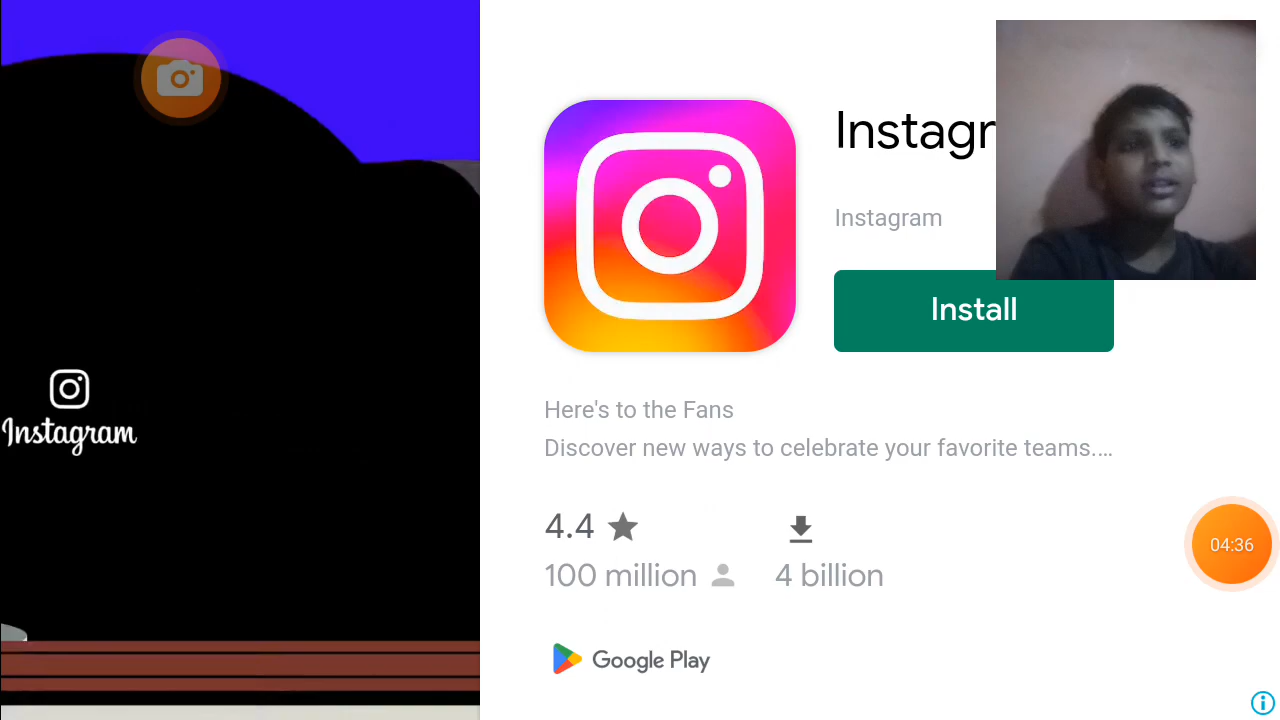 Instagram
Instagr
Instagram
Install
Here's to the Fans
Discover new ways to celebrate your favorite teams....
4.4
100 million
4 billion
04:36
Google Play